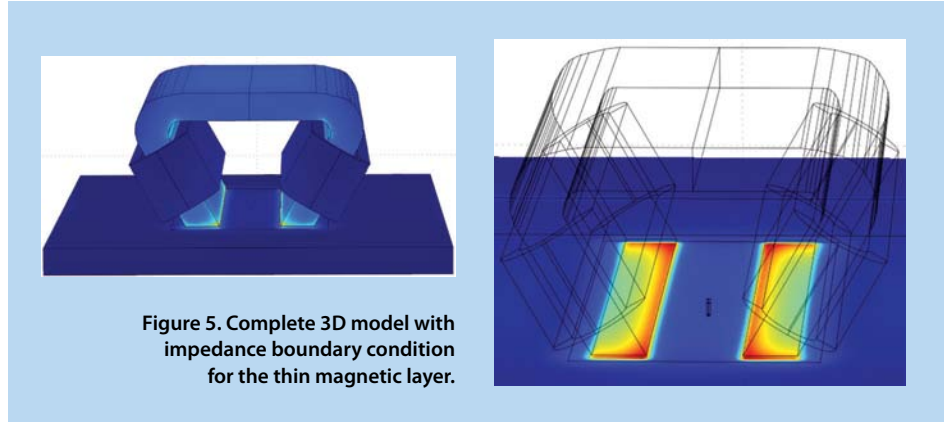 Figure 5. Complete 3D model with
impedance boundary condition
for the thin magnetic layer.